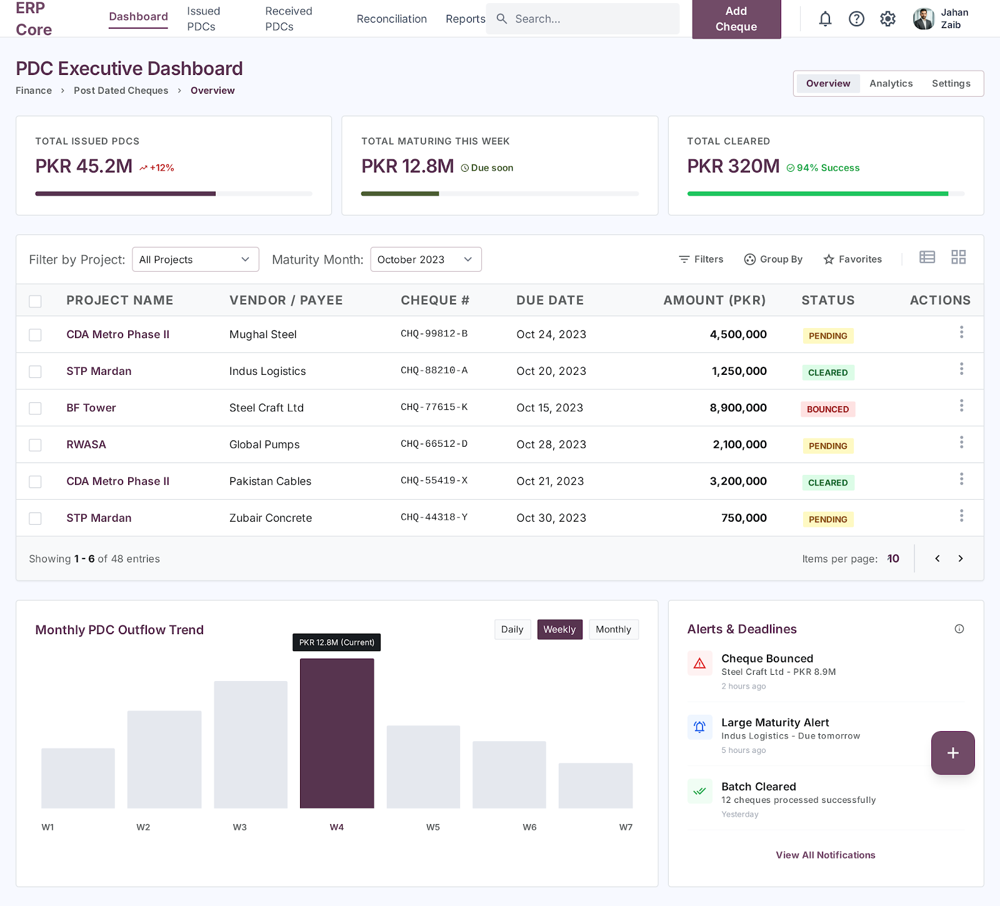 ERP
Core
Dashboard
Issued
PDCs
Received
PDCs
Reconciliation
Reports
Search...
Add
Cheque
Jahan
Zaib
PDC Executive Dashboard
Finance > Post Dated Cheques > Overview
Overview Analytics Settings
TOTAL ISSUED PDCS
PKR 45.2M +12%
TOTAL MATURING THIS WEEK
PKR 12.8M Due soon
TOTAL CLEARED
PKR 320M 94% Success
Filter by Project: All Projects Maturity Month: October 2023 Filters Group By Favorites
PROJECT NAME VENDOR / PAYEE CHEQUE # DUE DATE AMOUNT (PKR) STATUS ACTIONS
CDA Metro Phase II Mughal Steel CHQ-99812-B Oct 24, 2023 4,500,000 PENDING
STP Mardan Indus Logistics CHQ-88210-A Oct 20, 2023 1,250,000 CLEARED
BF Tower Steel Craft Ltd CHQ-77615-K Oct 15, 2023 8,900,000 BOUNCED
RWASA Global Pumps CHQ-66512-D Oct 28, 2023 2,100,000 PENDING
CDA Metro Phase II Pakistan Cables CHQ-55419-X Oct 21, 2023 3,200,000 CLEARED
STP Mardan Zubair Concrete CHQ-44318-Y Oct 30, 2023 750,000 PENDING
Showing 1 - 6 of 48 entries Items per page: 10
Monthly PDC Outflow Trend
Daily Weekly Monthly
PKR 12.8M (Current)
W1 W2 W3 W4 W5 W6 W7
Alerts & Deadlines
Cheque Bounced
Steel Craft Ltd - PKR 8.9M
2 hours ago
Large Maturity Alert
Indus Logistics - Due tomorrow
5 hours ago
Batch Cleared
12 cheques processed successfully
Yesterday
View All Notifications